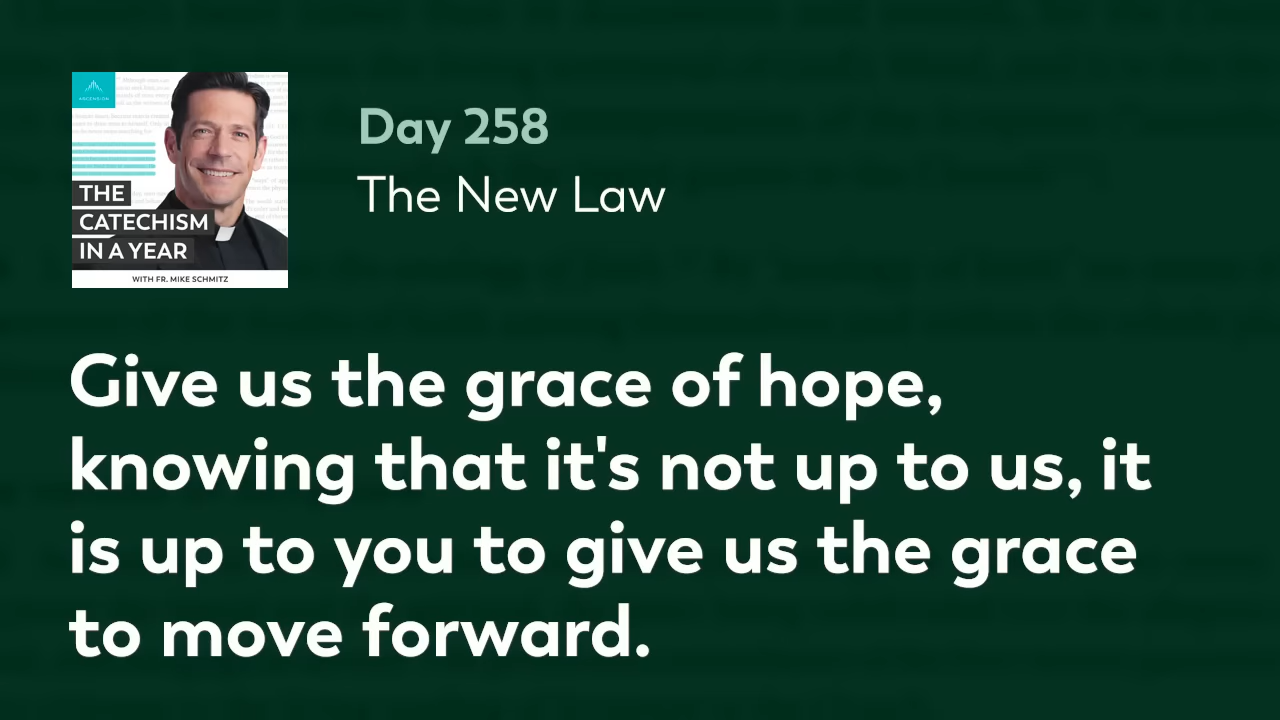 ASCENSION
THE
CATECHISM
IN A YEAR
WITH FR. MIKE SCHMITZ
Day 258
The New Law
Give us the grace of hope,
knowing that it's not up to us, it
is up to you to give us the grace
to move forward.